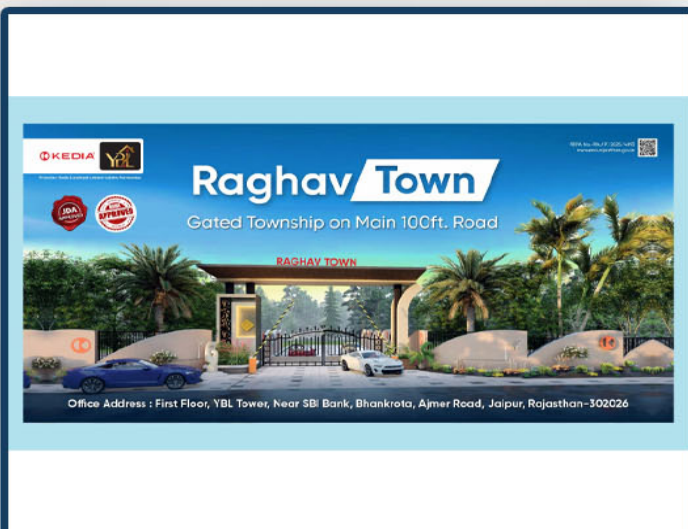 KEDIA
YBL
JDA
APPROVED
APPROVED
Raghav Town
Gated Township on Main 100ft. Road
RAGHAV TOWN
Office Address : First Floor, YBL Tower, Near SBI Bank, Bhankrota, Ajmer Road, Jaipur, Rajasthan-302026